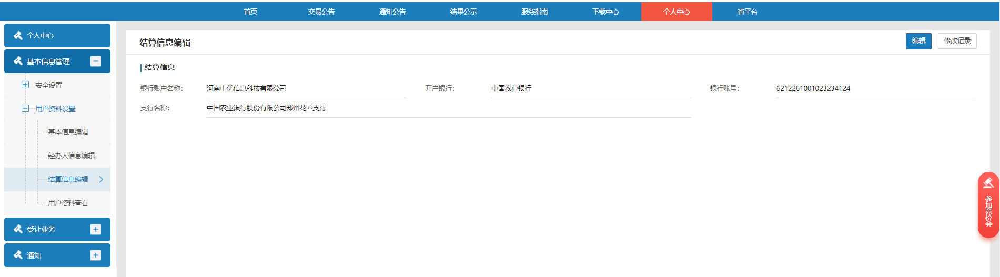 首页 交易公告 通知公告 结果公示 服务指南 下载中心 个人中心 省平台
个人中心
基本信息管理
安全设置
用户资料设置
基本信息编辑
经办人信息编辑
结算信息编辑
用户资料查看
受让业务
通知
结算信息编辑
编辑 修改记录
结算信息
银行账户名称: 河南中优信息科技有限公司 开户银行: 中国农业银行 银行账号: 6212261001023234124
支行名称: 中国农业银行股份有限公司郑州花园支行
参加竞价会